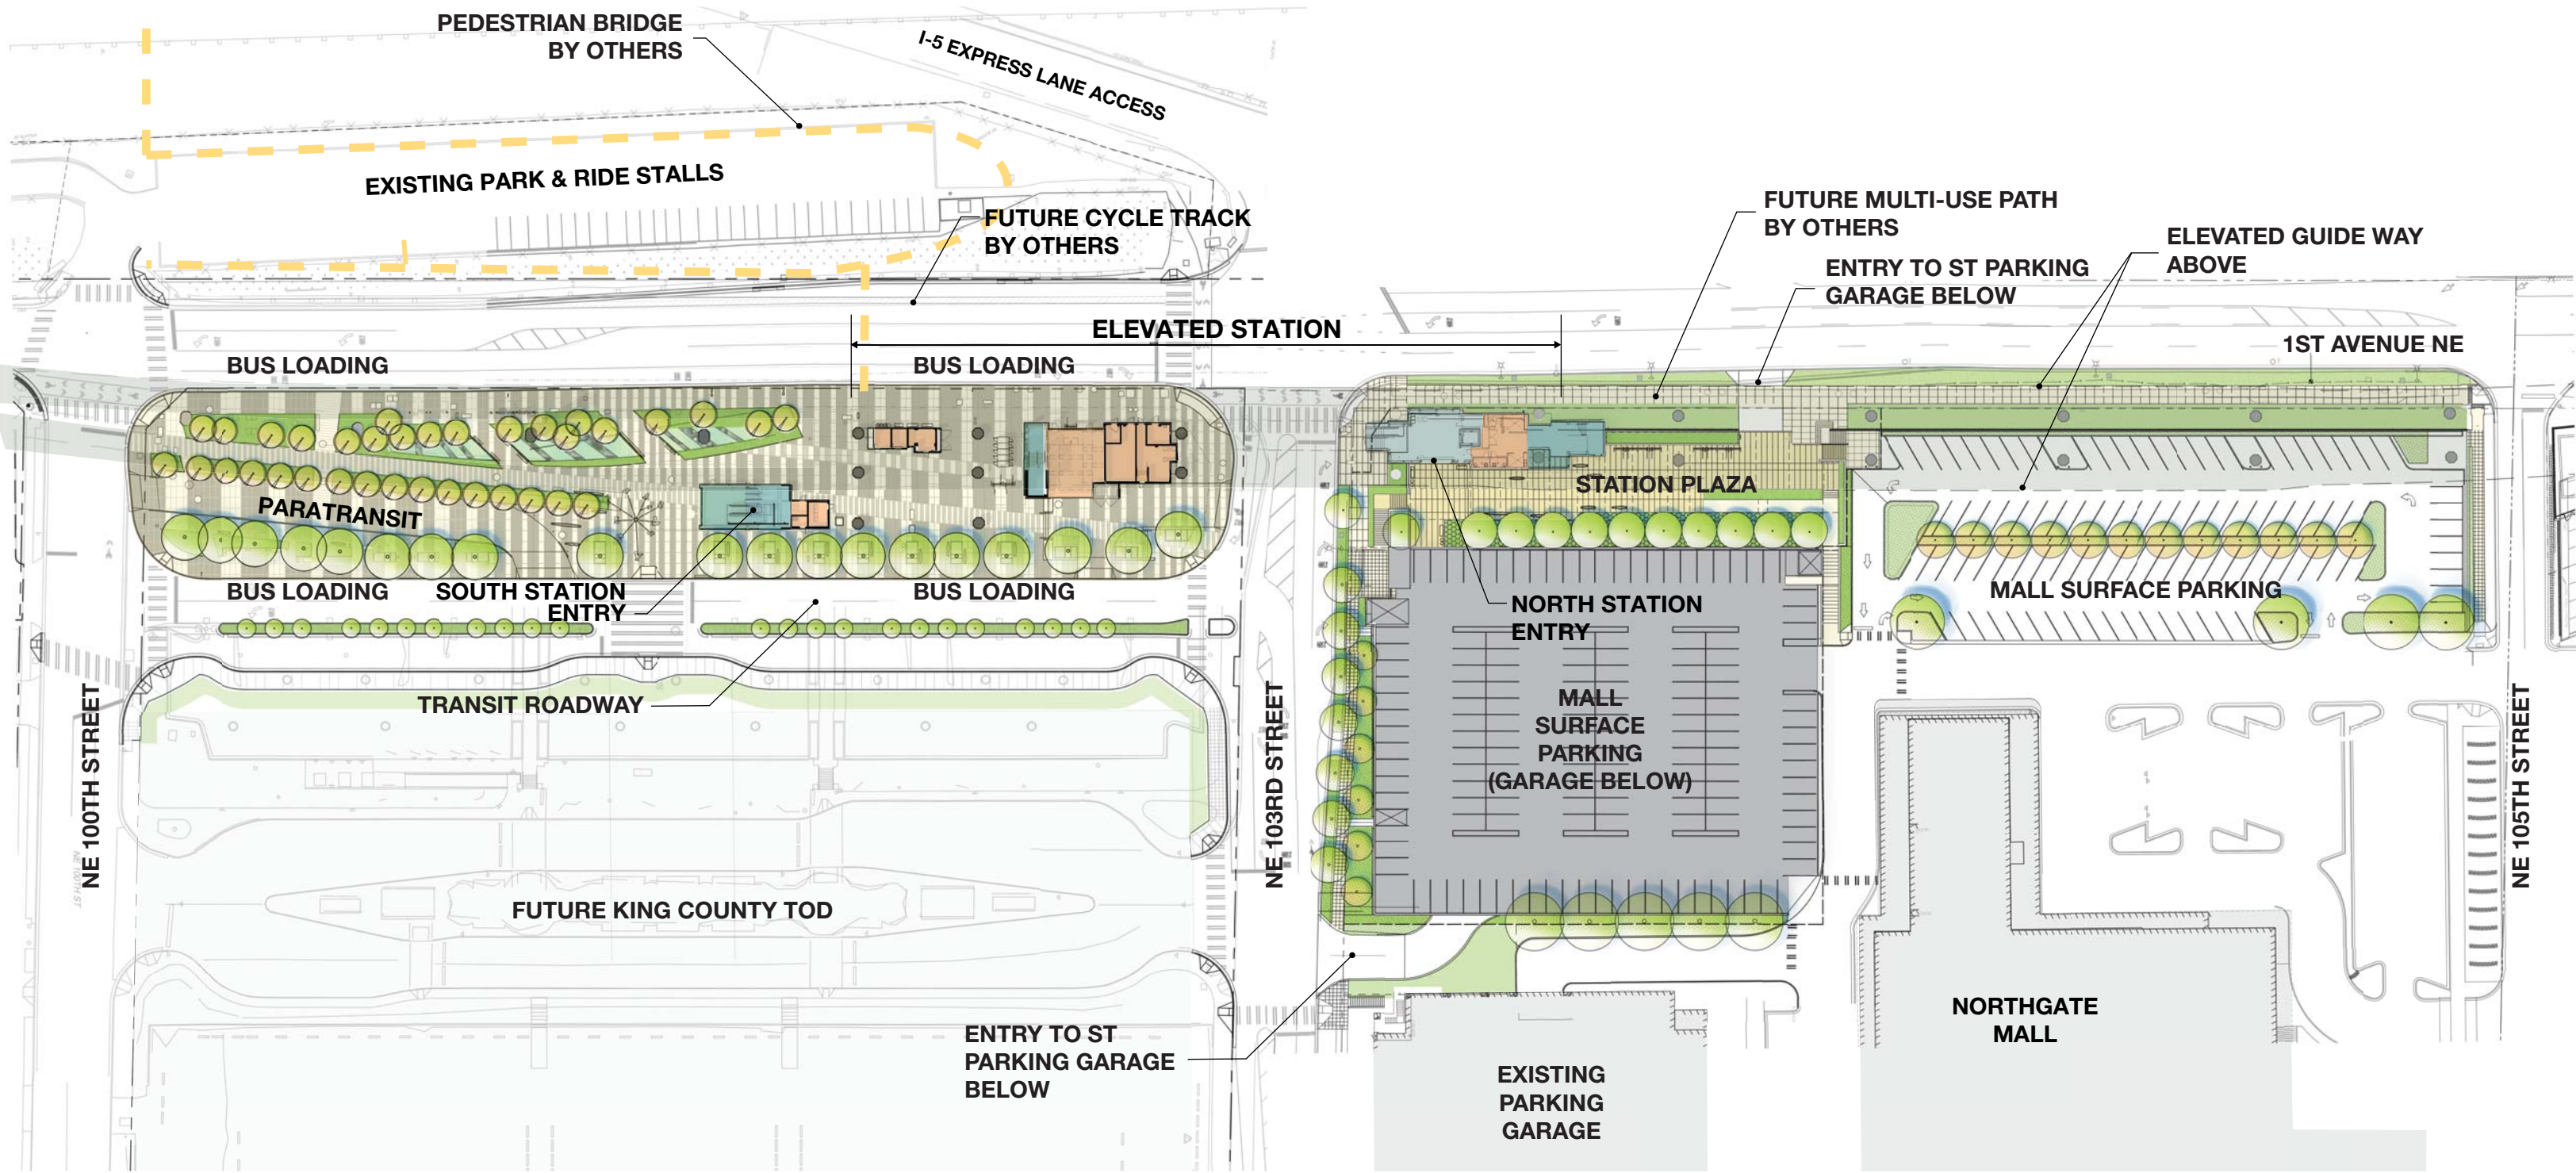 PEDESTRIAN BRIDGE
BY OTHERS
I-5 EXPRESS LANE ACCESS
EXISTING PARK & RIDE STALLS
FUTURE CYCLE TRACK
BY OTHERS
FUTURE MULTI-USE PATH
BY OTHERS
ELEVATED GUIDE WAY
ABOVE
ENTRY TO ST PARKING
GARAGE BELOW
ELEVATED STATION
1ST AVENUE NE
BUS LOADING
BUS LOADING
STATION PLAZA
PARATRANSIT
BUS LOADING
SOUTH STATION
ENTRY
BUS LOADING
NORTH STATION
ENTRY
MALL SURFACE PARKING
TRANSIT ROADWAY
MALL
SURFACE
PARKING
(GARAGE BELOW)
NE 100TH STREET
NE 100TH ST
NE 103RD STREET
NE 105TH STREET
FUTURE KING COUNTY TOD
ENTRY TO ST
PARKING GARAGE
BELOW
EXISTING
PARKING
GARAGE
NORTHGATE
MALL